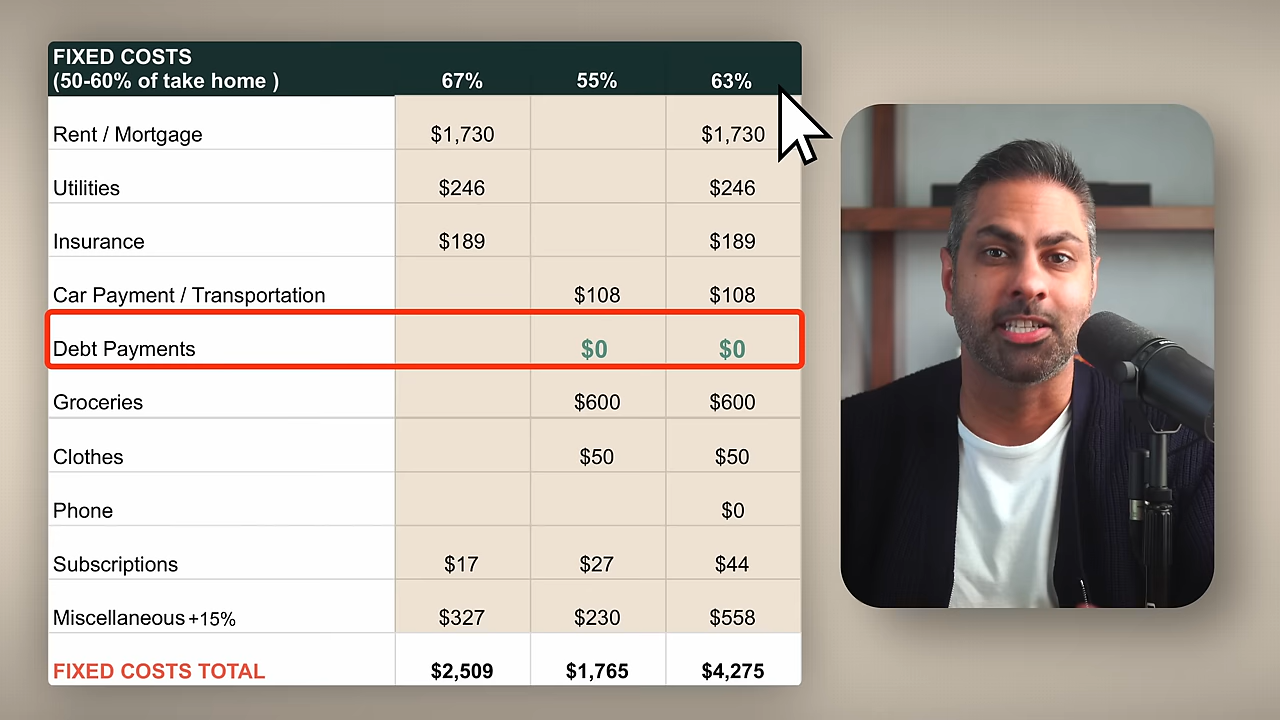 FIXED COSTS
(50-60% of take home ) 67% 55% 63%
Rent / Mortgage $1,730 $1,730
Utilities $246 $246
Insurance $189 $189
Car Payment / Transportation $108 $108
Debt Payments $0 $0
Groceries $600 $600
Clothes $50 $50
Phone $0
Subscriptions $17 $27 $44
Miscellaneous +15% $327 $230 $558
FIXED COSTS TOTAL $2,509 $1,765 $4,275